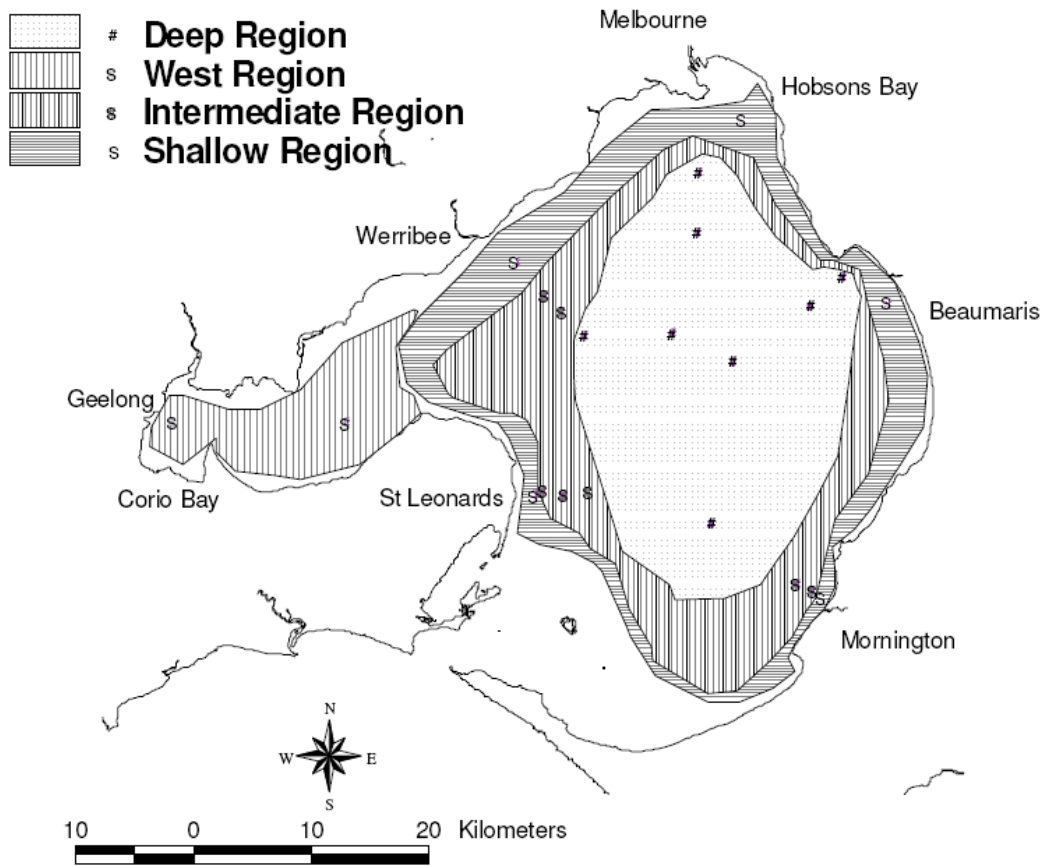 # Deep Region
S West Region
S Intermediate Region
S Shallow Region
Melbourne
Hobsons Bay
Werribee
Beaumaris
Geelong
Corio Bay
St Leonards
Mornington
N
W E
S
10 0 10 20 Kilometers